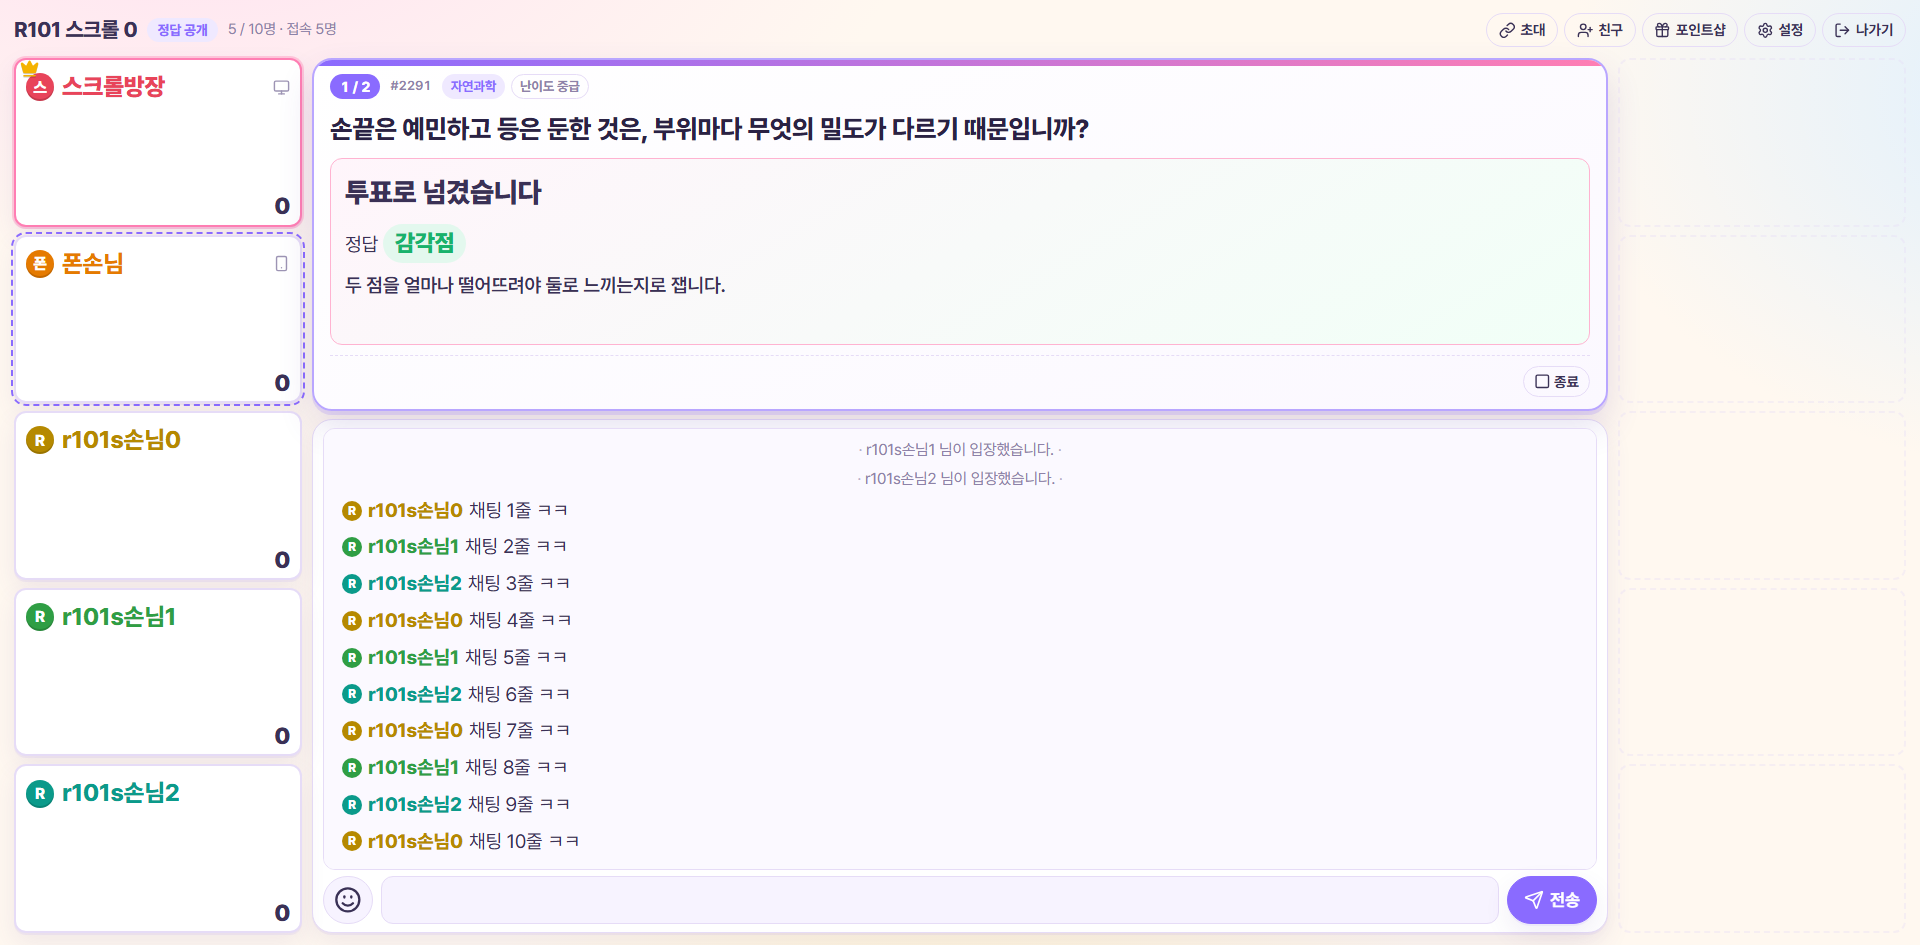 R101 스크롤 0 정답 공개 5 / 10명 · 접속 5명
초대 친구 포인트샵 설정 나가기
스 스크롤방장
0
폰 폰손님
0
R r101s손님0
0
R r101s손님1
0
R r101s손님2
0
1 / 2 #2291 자연과학 난이도 중급
손끝은 예민하고 등은 둔한 것은, 부위마다 무엇의 밀도가 다르기 때문입니까?
투표로 넘겼습니다
정답 감각점
두 점을 얼마나 떨어뜨려야 둘로 느끼는지로 잽니다.
종료
· r101s손님1 님이 입장했습니다. ·
· r101s손님2 님이 입장했습니다. ·
R r101s손님0 채팅 1줄 ㅋㅋ
R r101s손님1 채팅 2줄 ㅋㅋ
R r101s손님2 채팅 3줄 ㅋㅋ
R r101s손님0 채팅 4줄 ㅋㅋ
R r101s손님1 채팅 5줄 ㅋㅋ
R r101s손님2 채팅 6줄 ㅋㅋ
R r101s손님0 채팅 7줄 ㅋㅋ
R r101s손님1 채팅 8줄 ㅋㅋ
R r101s손님2 채팅 9줄 ㅋㅋ
R r101s손님0 채팅 10줄 ㅋㅋ
전송